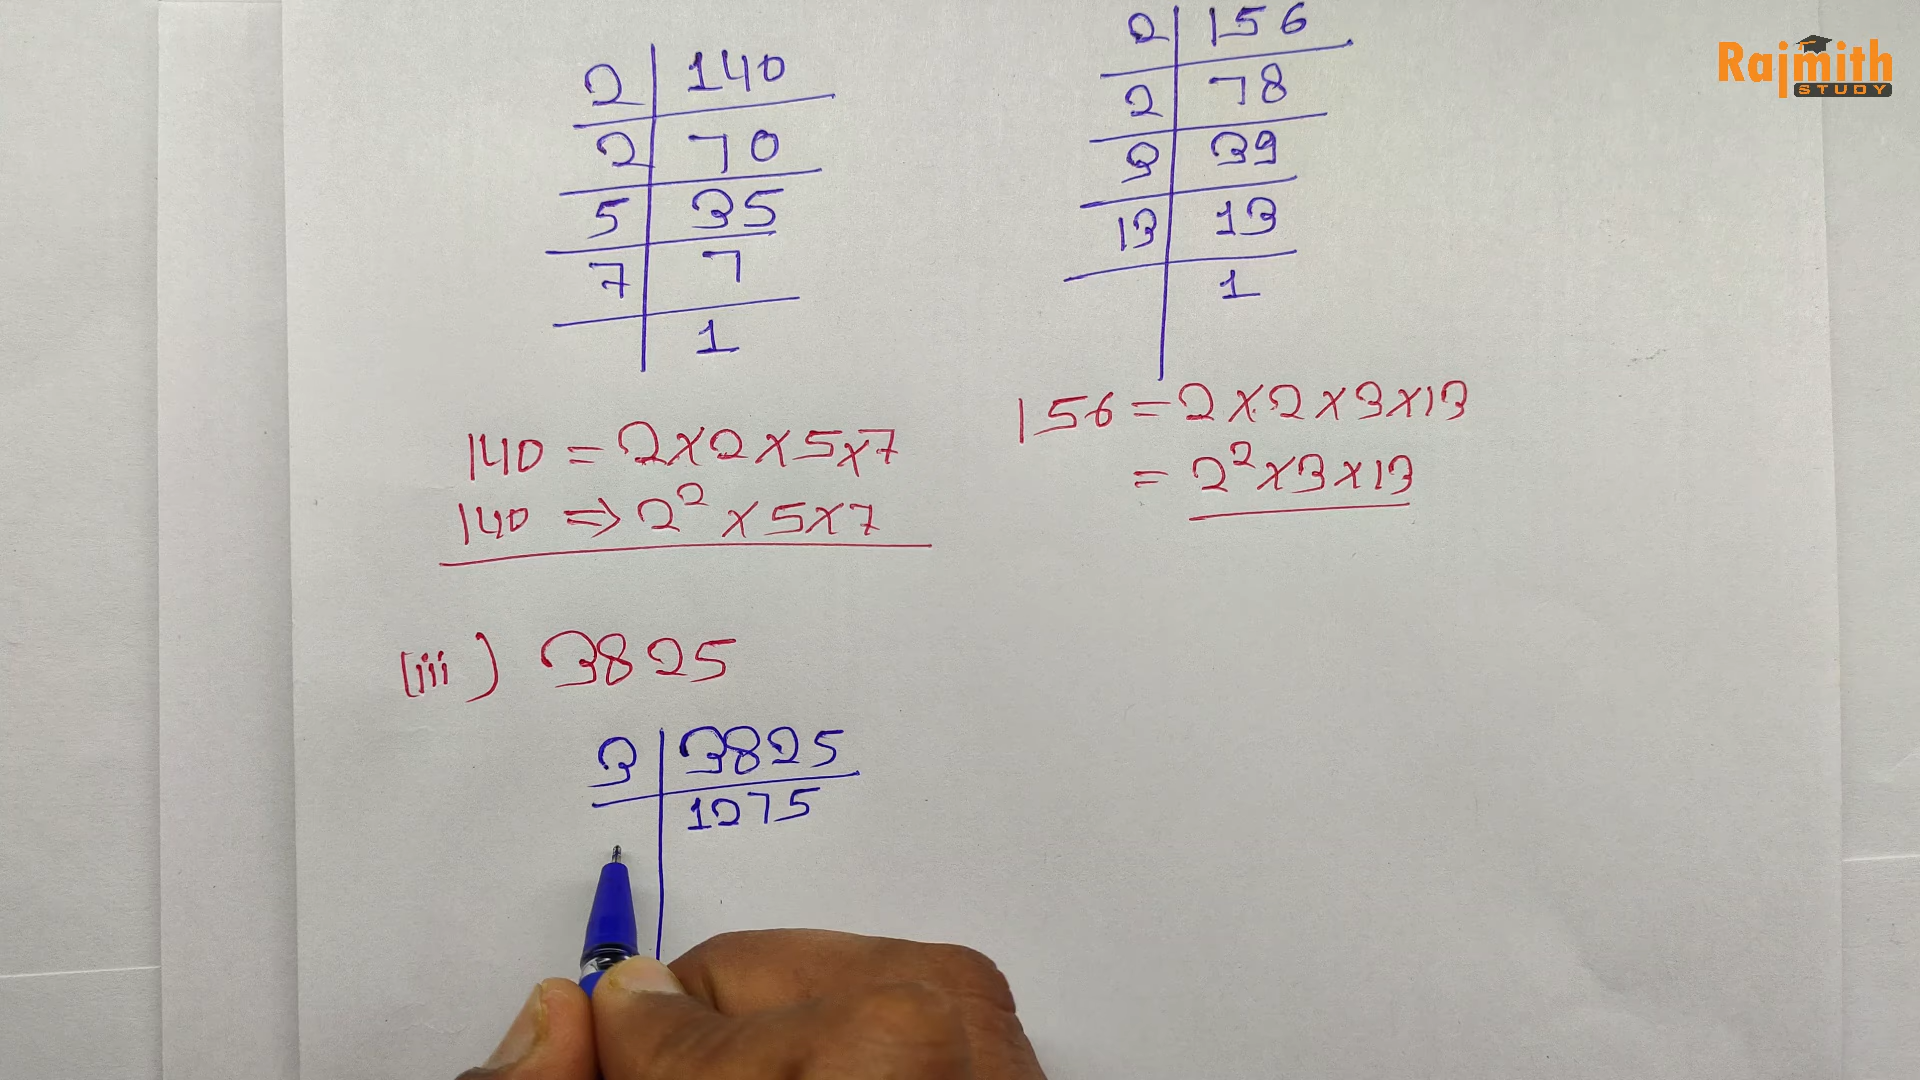 2 | 140
2 | 70
5 | 35
7 | 7
1
140 = 2×2×5×7
140 ⇒ 2² × 5×7
2 | 156
2 | 78
3 | 39
13 | 13
1
156 = 2×2×3×13
= 2²×3×13
(iii) 3825
3 | 3825
1275
Rajmith
STUDY